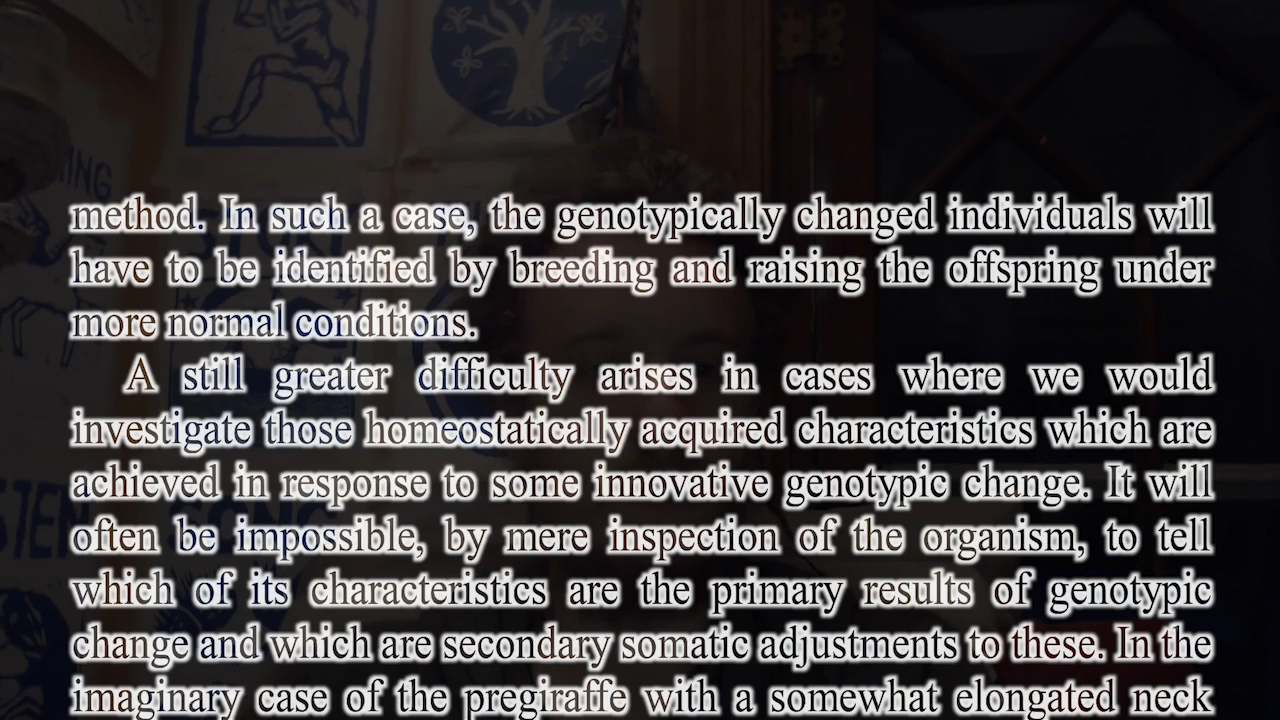 ING
method. In such a case, the genotypically changed individuals will
have to be identified by breeding and raising the offspring under
more normal conditions.
A still greater difficulty arises in cases where we would
investigate those homeostatically acquired characteristics which are
achieved in response to some innovative genotypic change. It will
often be impossible, by mere inspection of the organism, to tell
which of its characteristics are the primary results of genotypic
change and which are secondary somatic adjustments to these. In the
imaginary case of the pregiraffe with a somewhat elongated neck